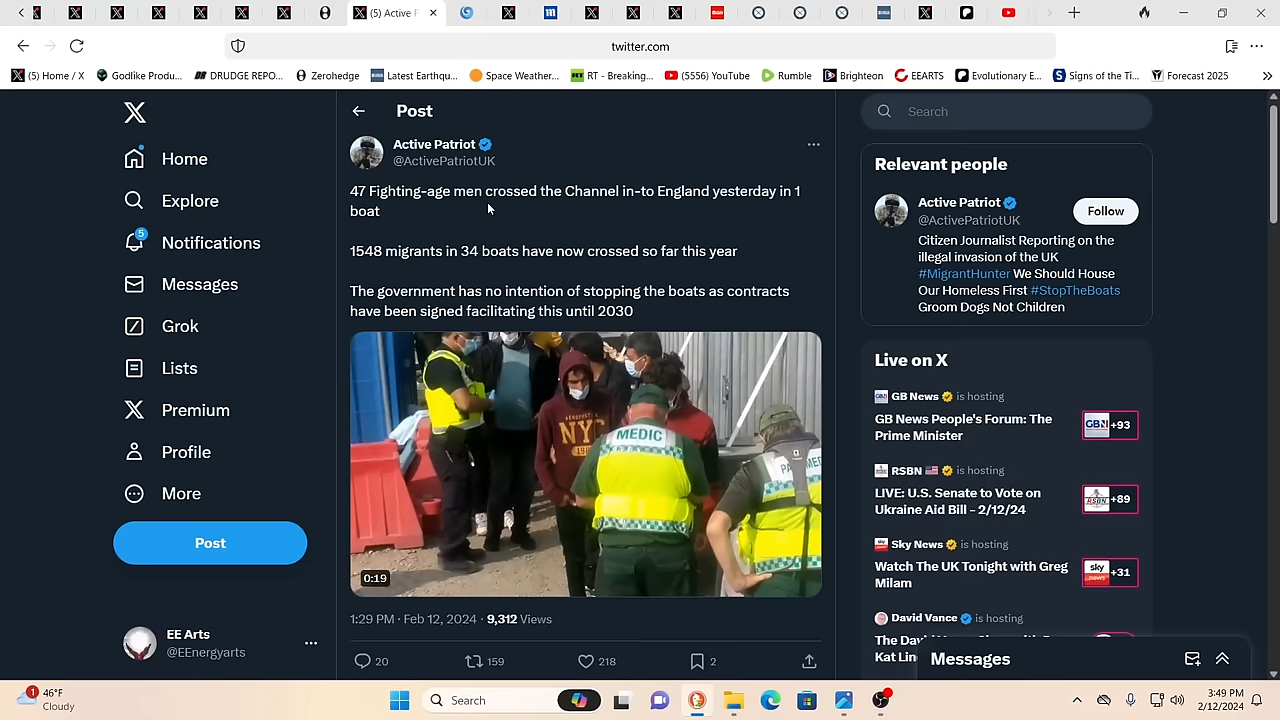 (5) Active P
twitter.com
(5) Home / X
Godlike Produ...
DRUDGE REPO...
Zerohedge
Latest Earthqu...
Space Weather...
RT - Breaking...
(5556) YouTube
Rumble
Brighteon
EEARTS
Evolutionary E...
Signs of the Ti...
Forecast 2025
Home
Explore
5
Notifications
Messages
Grok
Lists
Premium
Profile
More
Post
EE Arts
@EEnergyarts
Post
Active Patriot
@ActivePatriotUK
47 Fighting-age men crossed the Channel in-to England yesterday in 1
boat
1548 migrants in 34 boats have now crossed so far this year
The government has no intention of stopping the boats as contracts
have been signed facilitating this until 2030
NYC
MEDIC
0:19
1:29 PM · Feb 12, 2024 · 9,312 Views
20
159
218
2
Search
Relevant people
Active Patriot
@ActivePatriotUK
Follow
Citizen Journalist Reporting on the
illegal invasion of the UK
#MigrantHunter We Should House
Our Homeless First #StopTheBoats
Groom Dogs Not Children
Live on X
GB News is hosting
GB News People's Forum: The
Prime Minister
GBN +93
RSBN is hosting
LIVE: U.S. Senate to Vote on
Ukraine Aid Bill – 2/12/24
RSBN +89
Sky News is hosting
Watch The UK Tonight with Greg
Milam
sky news +31
David Vance is hosting
Kat Lin
Messages
1
46°F
Cloudy
Search
3:49 PM
2/12/2024